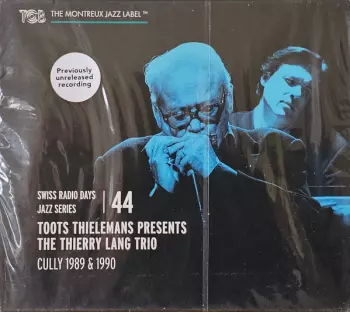 TCB THE MONTREUX JAZZ LABEL™
Previously
unreleased
recording
SWISS RADIO DAYS
JAZZ SERIES
44
TOOTS THIELEMANS PRESENTS
THE THIERRY LANG TRIO
CULLY 1989 & 1990